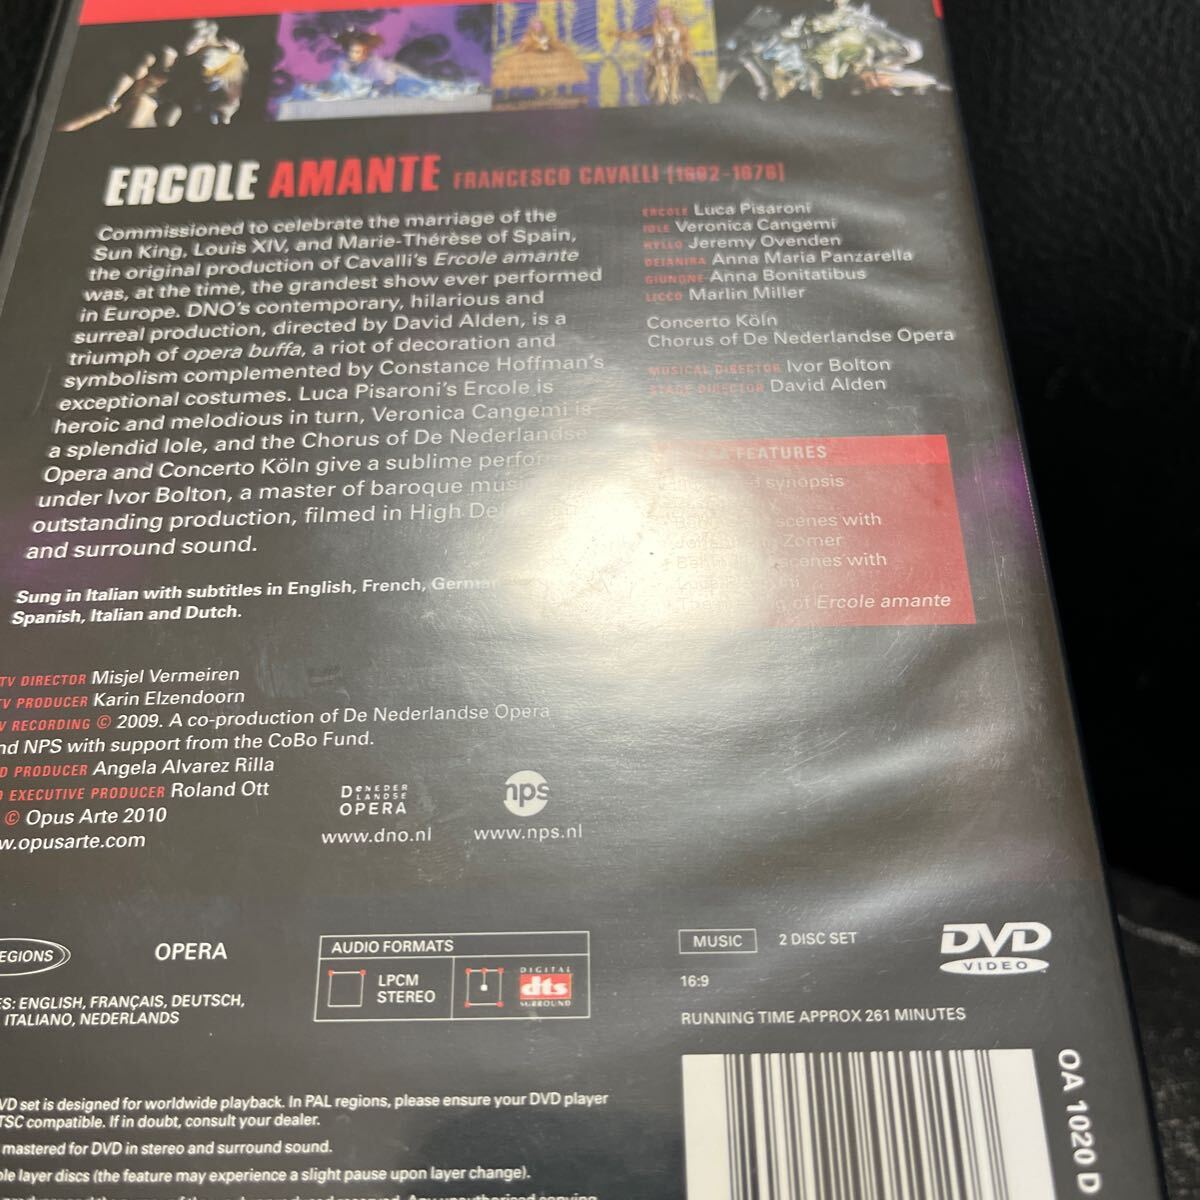 ERCOLE AMANTE FRANCESCO CAVALLI [1602-1676]
Commissioned to celebrate the marriage of the
Sun King, Louis XIV, and Marie-Thérèse of Spain,
the original production of Cavalli's Ercole amante
was, at the time, the grandest show ever performed
in Europe. DNO's contemporary, hilarious and
surreal production, directed by David Alden, is a
triumph of opera buffa, a riot of decoration and
symbolism complemented by Constance Hoffman's
exceptional costumes. Luca Pisaroni's Ercole is
heroic and melodious in turn, Veronica Cangemi is
a splendid Iole, and the Chorus of De Nederlandse
Opera and Concerto Köln give a sublime perfor
under Ivor Bolton, a master of baroque music
outstanding production, filmed in High Def
and surround sound.
Sung in Italian with subtitles in English, French, German
Spanish, Italian and Dutch.
ERCOLE Luca Pisaroni
IOLE Veronica Cangemi
HYLLO Jeremy Ovenden
DEIANIRA Anna Maria Panzarella
GIUNONE Anna Bonitatibus
LICCO Marlin Miller
Concerto Köln
Chorus of De Nederlandse Opera
MUSICAL DIRECTOR Ivor Bolton
STAGE DIRECTOR David Alden
FEATURES
synopsis
scenes with
Zomer
scenes with
of Ercole amante
TV DIRECTOR Misjel Vermeiren
TV PRODUCER Karin Elzendoorn
V RECORDING © 2009. A co-production of De Nederlandse Opera
nd NPS with support from the CoBo Fund.
D PRODUCER Angela Alvarez Rilla
D EXECUTIVE PRODUCER Roland Ott
© Opus Arte 2010
w.opusarte.com
DE NEDER
LANDSE
OPERA
www.dno.nl
nps
www.nps.nl
EGIONS
OPERA
AUDIO FORMATS
LPCM
STEREO
DIGITAL
dts
SURROUND
MUSIC
2 DISC SET
DVD
VIDEO
16:9
RUNNING TIME APPROX 261 MINUTES
ES: ENGLISH, FRANÇAIS, DEUTSCH,
ITALIANO, NEDERLANDS
OA 1020 D
VD set is designed for worldwide playback. In PAL regions, please ensure your DVD player
TSC compatible. If in doubt, consult your dealer.
mastered for DVD in stereo and surround sound.
ble layer discs (the feature may experience a slight pause upon layer change).